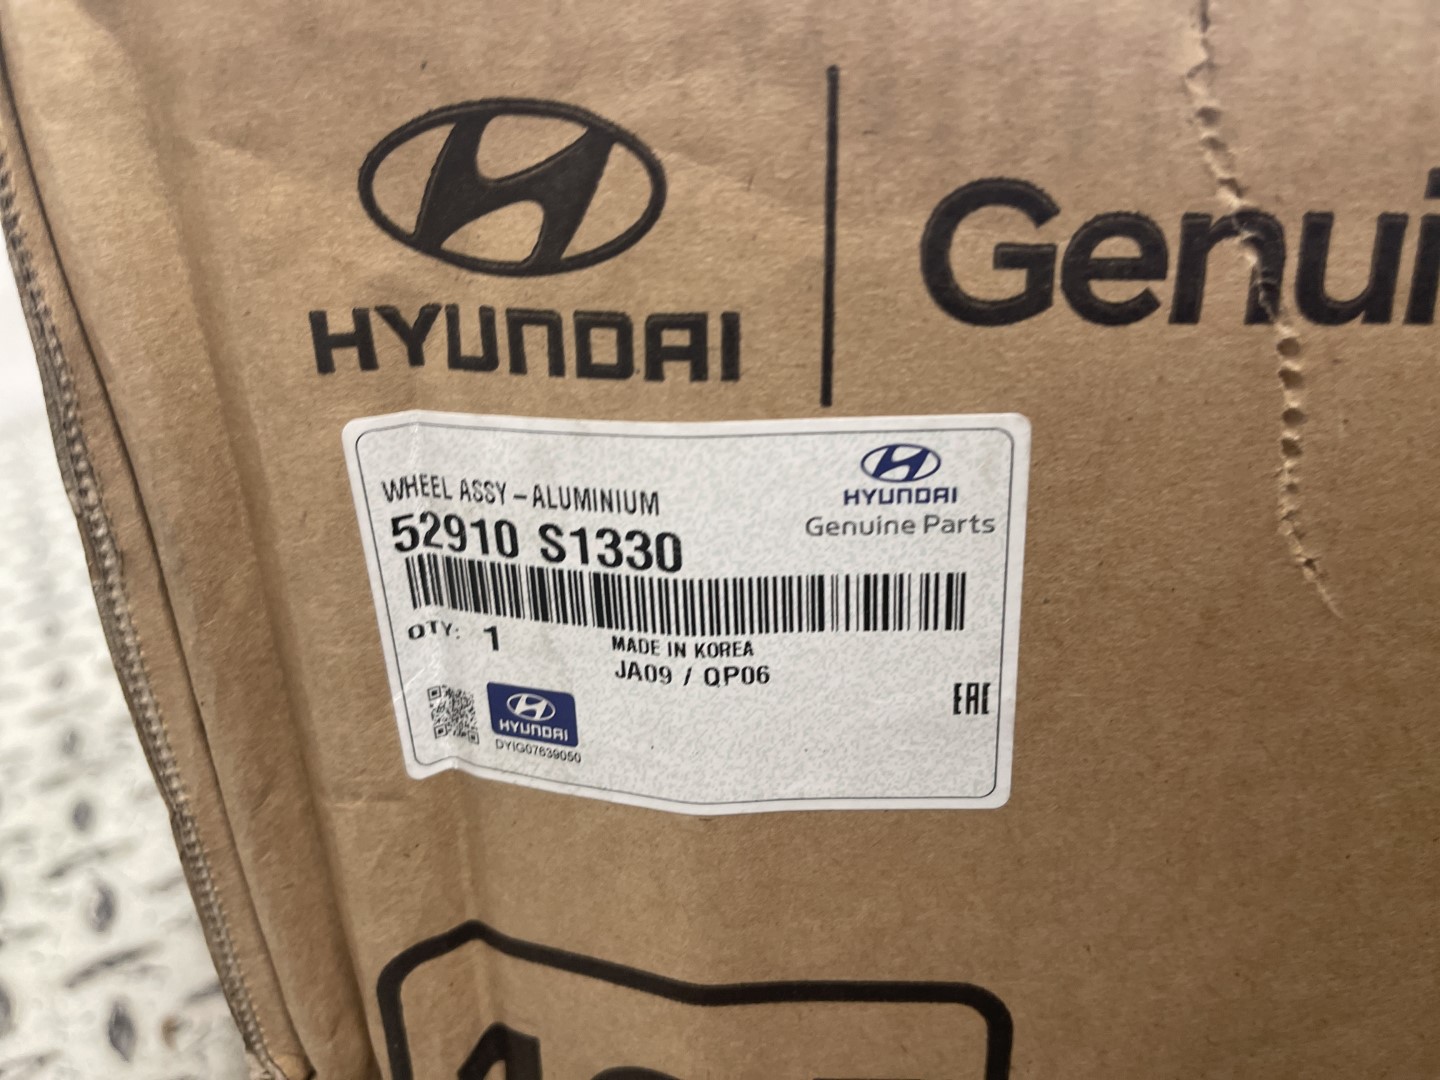 HYUNDAI
Genui
WHEEL ASSY - ALUMINIUM
52910 S1330
HYUNDAI
Genuine Parts
QTY: 1
MADE IN KOREA
JA09 / QP06
EAC
HYUNDAI
DYIG07639050